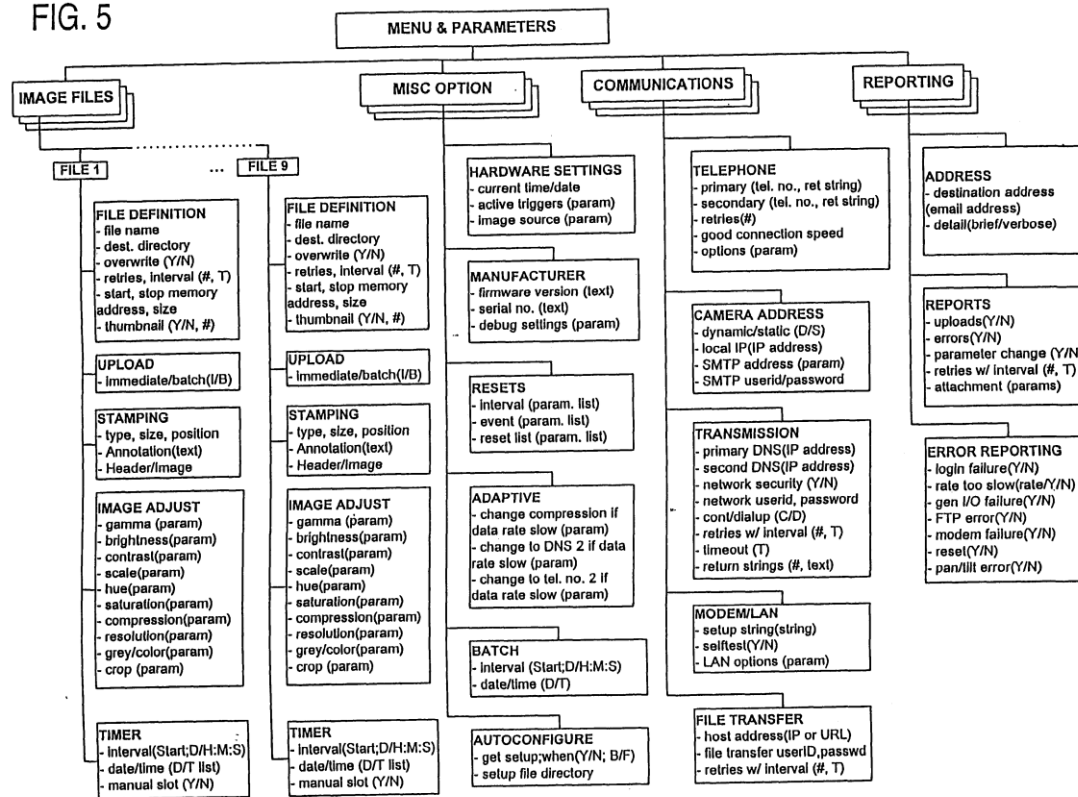 FIG. 5
MENU & PARAMETERS
IMAGE FILES
MISC OPTION
COMMUNICATIONS
REPORTING
FILE 1
...
FILE 9
FILE DEFINITION
- file name
- dest. directory
- overwrite (Y/N)
- retries, interval (#, T)
- start, stop memory
address, size
- thumbnail (Y/N, #)
UPLOAD
- immediate/batch(I/B)
STAMPING
- type, size, position
- Annotation(text)
- Header/Image
IMAGE ADJUST
- gamma (param)
- brightness(param)
- contrast(param)
- scale(param)
- hue(param)
- saturation(param)
- compression(param)
- resolution(param)
- grey/color(param)
- crop (param)
TIMER
- interval(Start;D/H:M:S)
- date/time (D/T list)
- manual slot (Y/N)
FILE DEFINITION
- file name
- dest. directory
- overwrite (Y/N)
- retries, interval (#, T)
- start, stop memory
address, size
- thumbnail (Y/N, #)
UPLOAD
- immediate/batch(I/B)
STAMPING
- type, size, position
- Annotation(text)
- Header/Image
IMAGE ADJUST
- gamma (param)
- brightness(param)
- contrast(param)
- scale(param)
- hue(param)
- saturation(param)
- compression(param)
- resolution(param)
- grey/color(param)
- crop (param)
TIMER
- interval(Start;D/H:M:S)
- date/time (D/T list)
- manual slot (Y/N)
HARDWARE SETTINGS
- current time/date
- active triggers (param)
- image source (param)
MANUFACTURER
- firmware version (text)
- serial no. (text)
- debug settings (param)
RESETS
- interval (param. list)
- event (param. list)
- reset list (param. list)
ADAPTIVE
- change compression if
data rate slow (param)
- change to DNS 2 if data
rate slow (param)
- change to tel. no. 2 if
data rate slow (param)
BATCH
- interval (Start;D/H:M:S)
- date/time (D/T)
AUTOCONFIGURE
- get setup;when(Y/N; B/F)
- setup file directory
TELEPHONE
- primary (tel. no., ret string)
- secondary (tel. no., ret string)
- retries(#)
- good connection speed
- options (param)
CAMERA ADDRESS
- dynamic/static (D/S)
- local IP(IP address)
- SMTP address (param)
- SMTP userid/password
TRANSMISSION
- primary DNS(IP address)
- second DNS(IP address)
- network security (Y/N)
- network userid, password
- cont/dialup (C/D)
- retries w/ interval (#, T)
- timeout (T)
- return strings (#, text)
MODEM/LAN
- setup string(string)
- selftest(Y/N)
- LAN options (param)
FILE TRANSFER
- host address(IP or URL)
- file transfer userID,passwd
- retries w/ interval (#, T)
ADDRESS
- destination address
(email address)
- detail(brief/verbose)
REPORTS
- uploads(Y/N)
- errors(Y/N)
- parameter change (Y/N
- retries w/ interval (#, T)
- attachment (params)
ERROR REPORTING
- login failure(Y/N)
- rate too slow(rate/Y/N)
- gen I/O failure(Y/N)
- FTP error(Y/N)
- modem failure(Y/N)
- reset(Y/N)
- pan/tilt error(Y/N)